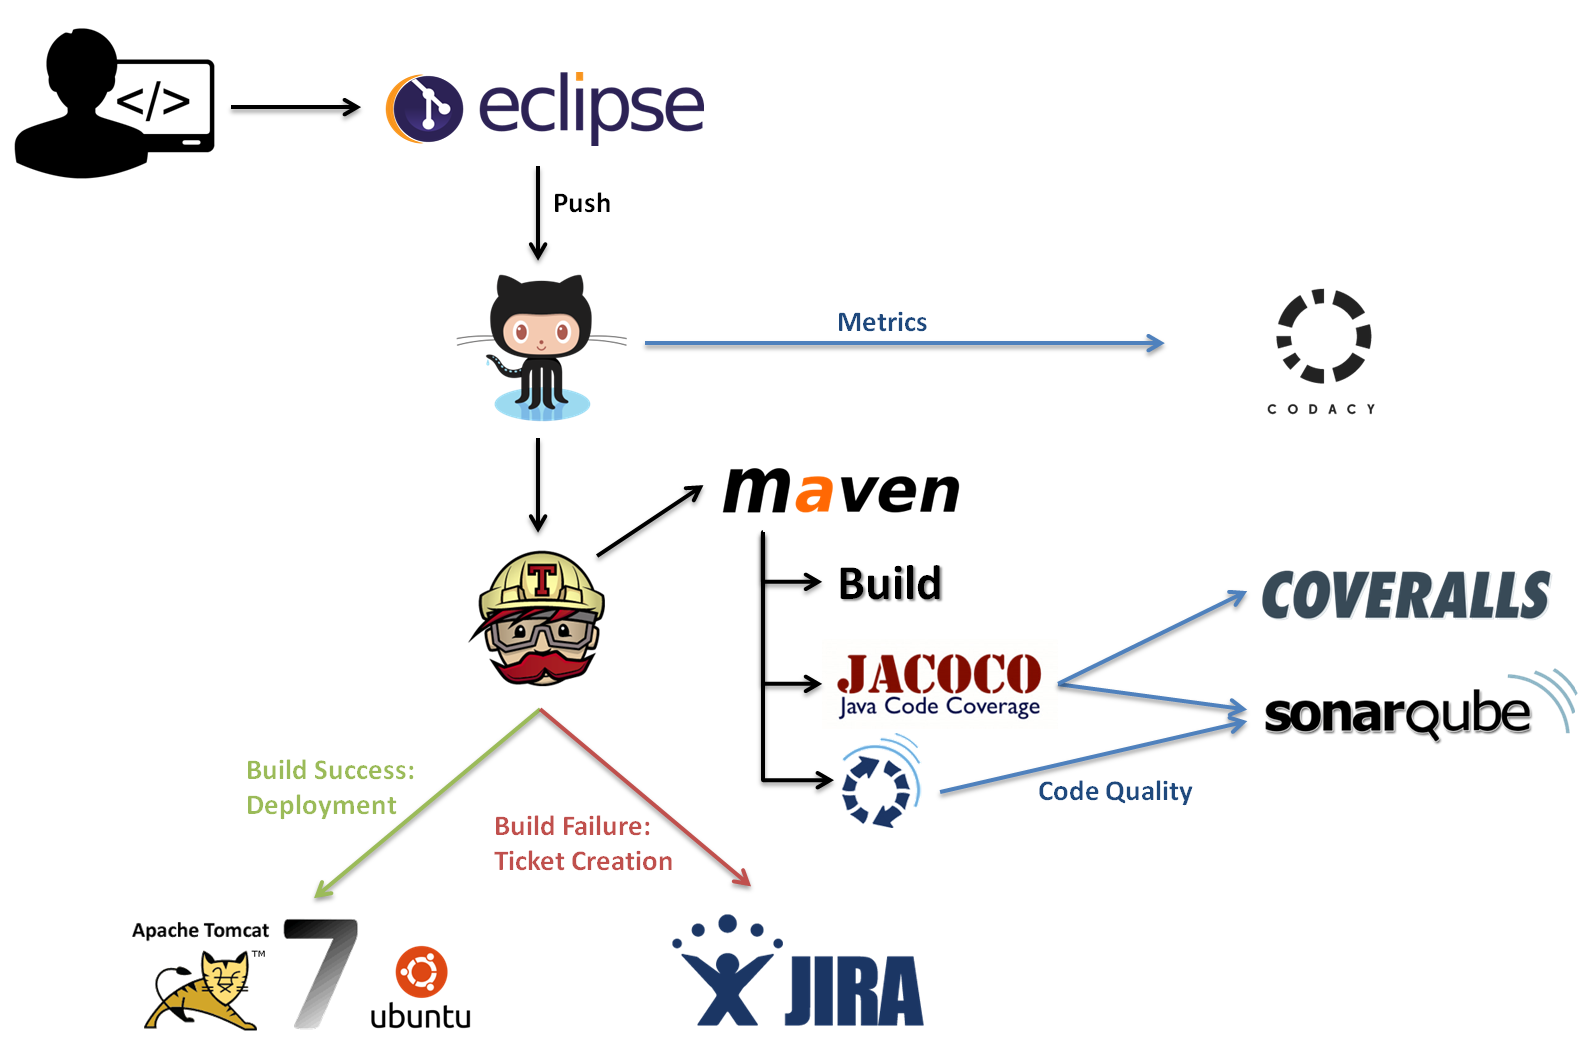 </>
eclipse
Push
Metrics
CODACY
maven
Build
T
COVERALLS
JACOCO
Java Code Coverage
sonarqube
Build Success:
Deployment
Code Quality
Build Failure:
Ticket Creation
Apache Tomcat
TM
7
ubuntu
JIRA